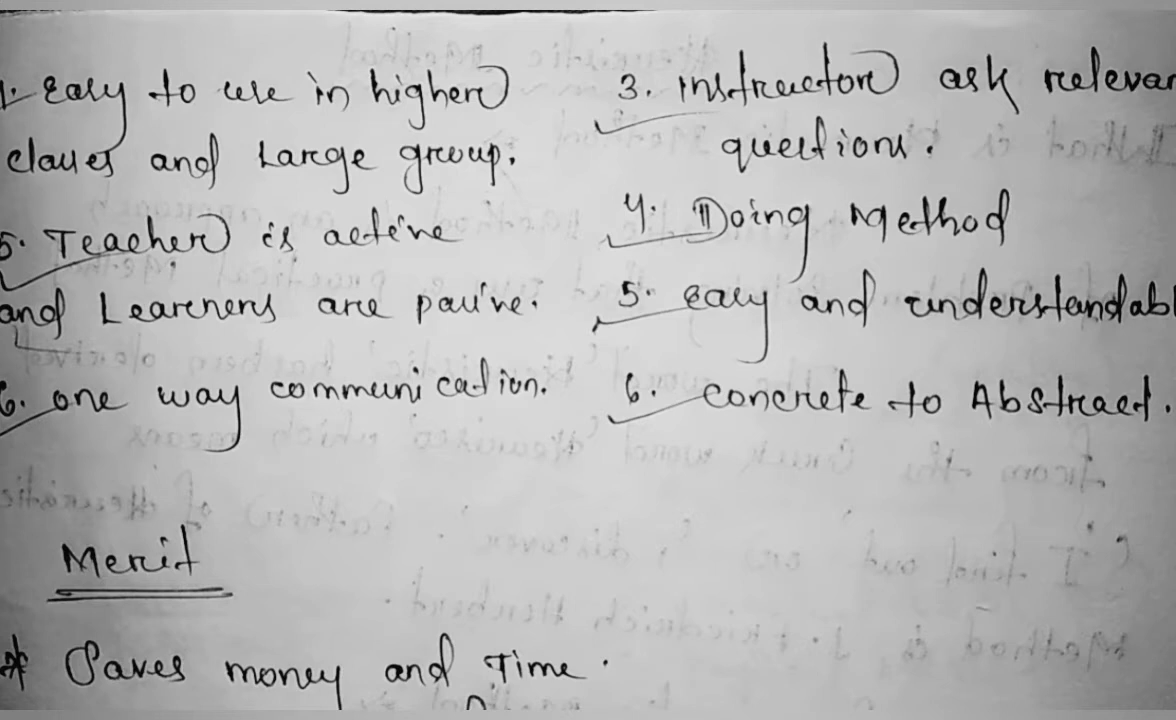 1. Easy to use in higher
classes and Large group.
5. Teacher is active
and Learners are passive.
6. one way communication.
Merit
* Saves money and Time.
3. instructor ask relevan
questions.
4. Doing Method
5. easy and understandabl
6. concrete to Abstract.